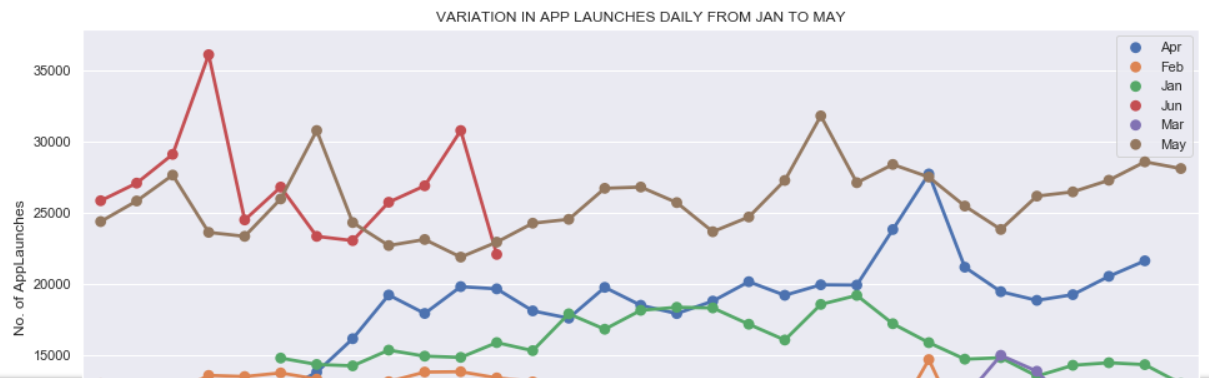 VARIATION IN APP LAUNCHES DAILY FROM JAN TO MAY
35000
30000
25000
20000
15000
No. of AppLaunches
Apr
Feb
Jan
Jun
Mar
May